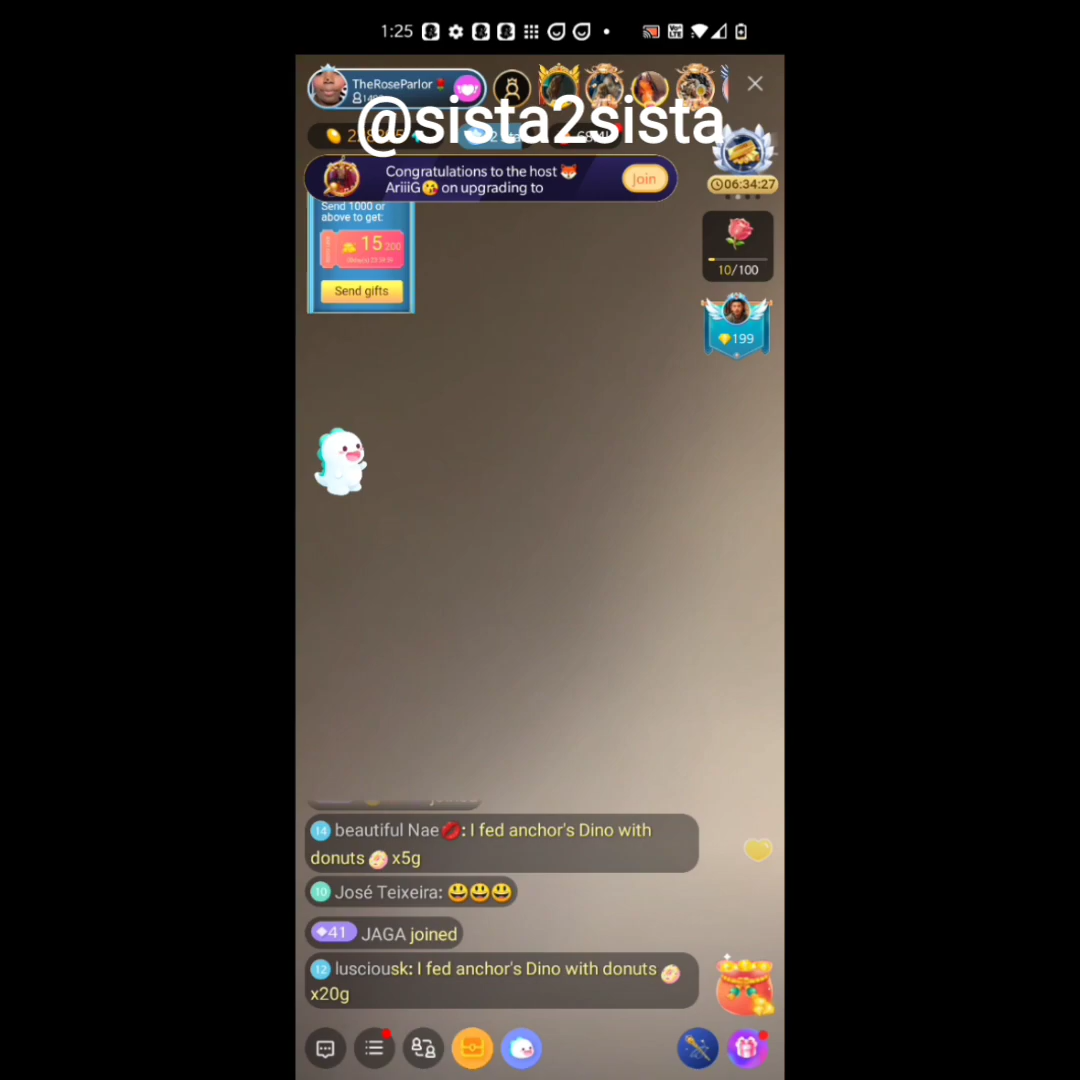 1:25
TheRoseParlor
@sista2sista
Congratulations to the host
AriiiG😘 on upgrading to
Join
06:34:27
Send 1000 or
above to get:
15 200
Send gifts
10/100
199
joined
14 beautiful Nae💋: I fed anchor's Dino with
donuts 🍩 x5g
10 José Teixeira: 😃😃😃
41 JAGA joined
12 lusciousk: I fed anchor's Dino with donuts 🍩
x20g